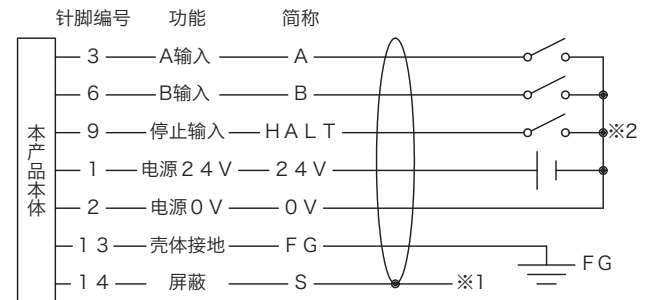 针脚编号 功能 简称
3 A输入 A
6 B输入 B
9 停止输入 HALT ※2
1 电源24V 24V
2 电源0V 0V
13 壳体接地 FG FG
14 屏蔽 S ※1
本产品本体